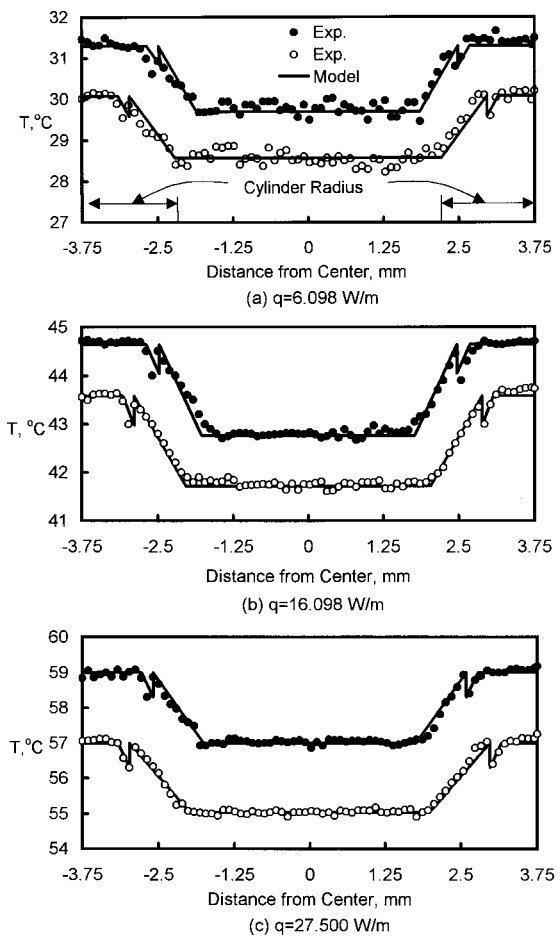 32
31
30
T,°C
29
28
27
● Exp.
○ Exp.
Model
Cylinder Radius
-3.75 -2.5 -1.25 0 1.25 2.5 3.75
Distance from Center, mm
(a) q=6.098 W/m
45
44
43
T, °C
42
41
-3.75 -2.5 -1.25 0 1.25 2.5 3.75
Distance from Center, mm
(b) q=16.098 W/m
60
59
58
T,°C 57
56
55
54
-3.75 -2.5 -1.25 0 1.25 2.5 3.75
Distance from Center, mm
(c) q=27.500 W/m